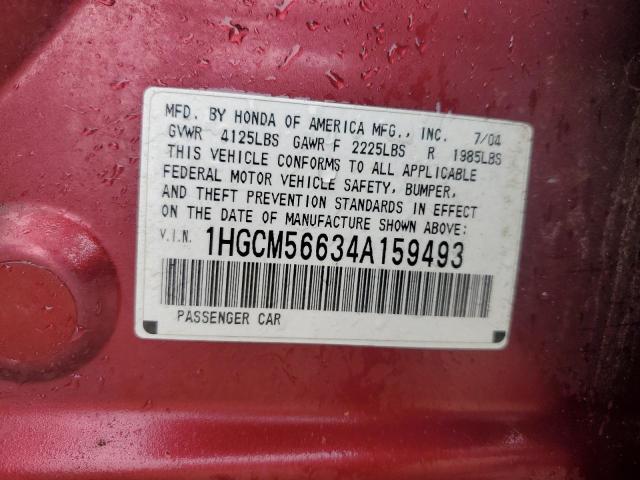 MFD. BY HONDA OF AMERICA MFG., INC. 7/04
GVWR 4125LBS GAWR F 2225LBS R 1985LBS
THIS VEHICLE CONFORMS TO ALL APPLICABLE
FEDERAL MOTOR VEHICLE SAFETY, BUMPER,
AND THEFT PREVENTION STANDARDS IN EFFECT
ON THE DATE OF MANUFACTURE SHOWN ABOVE:
V.I.N. 1HGCM56634A159493
PASSENGER CAR